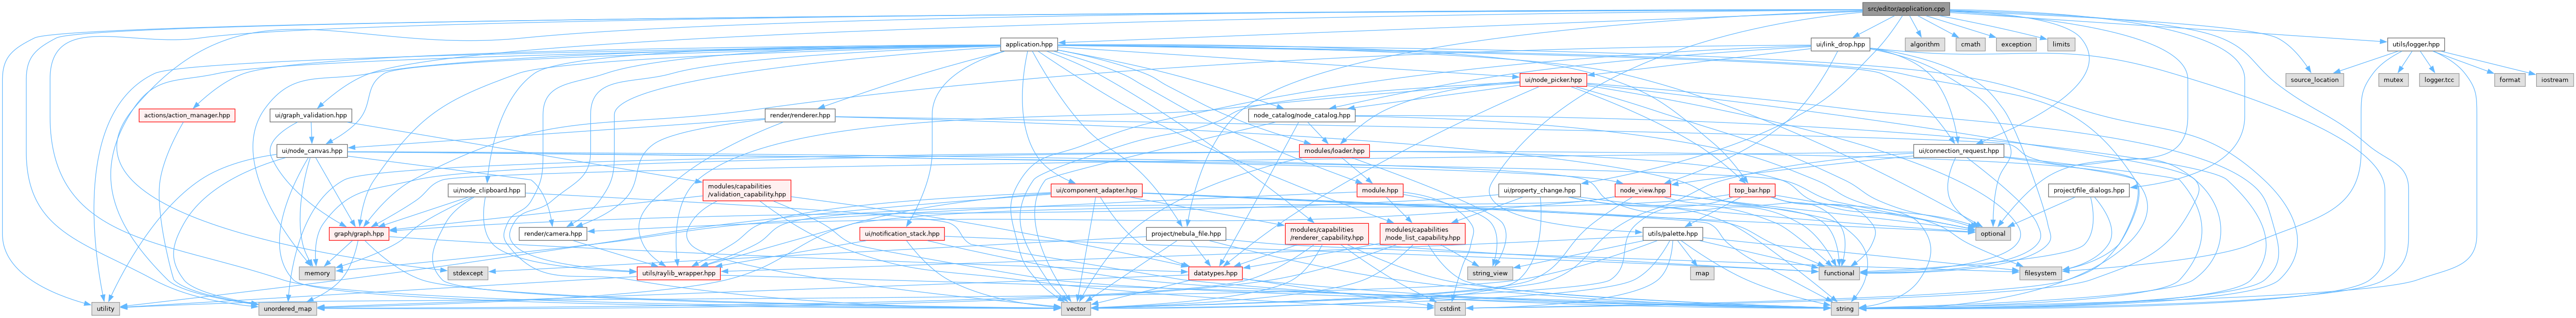 src/editor/application.cpp
application.hpp
ui/link_drop.hpp
algorithm
cmath
exception
limits
utils/logger.hpp
ui/node_picker.hpp
source_location
mutex
logger.tcc
format
iostream
actions/action_manager.hpp
ui/graph_validation.hpp
render/renderer.hpp
node_catalog/node_catalog.hpp
ui/node_canvas.hpp
modules/loader.hpp
ui/connection_request.hpp
ui/node_clipboard.hpp
modules/capabilities
/validation_capability.hpp
ui/component_adapter.hpp
module.hpp
ui/property_change.hpp
node_view.hpp
top_bar.hpp
project/file_dialogs.hpp
graph/graph.hpp
render/camera.hpp
ui/notification_stack.hpp
project/nebula_file.hpp
modules/capabilities
/renderer_capability.hpp
modules/capabilities
/node_list_capability.hpp
utils/palette.hpp
optional
memory
stdexcept
utils/raylib_wrapper.hpp
datatypes.hpp
string_view
map
functional
filesystem
utility
unordered_map
vector
cstdint
string